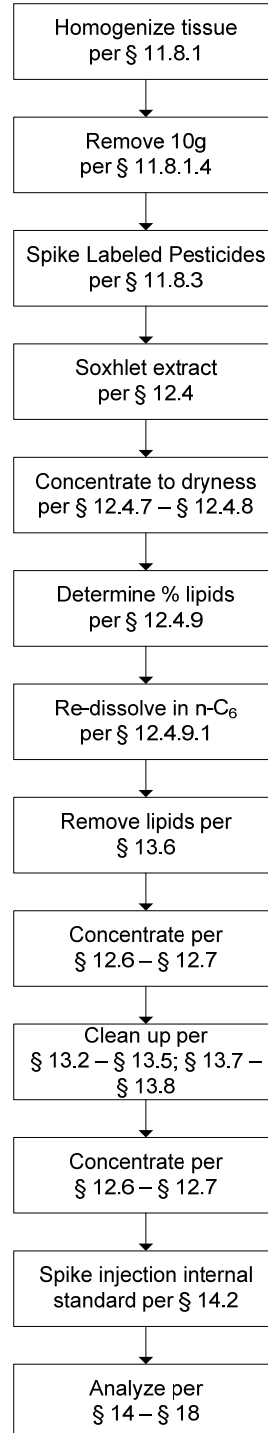 Homogenize tissue
per § 11.8.1
Remove 10g
per § 11.8.1.4
Spike Labeled Pesticides
per § 11.8.3
Soxhlet extract
per § 12.4
Concentrate to dryness
per § 12.4.7 – § 12.4.8
Determine % lipids
per § 12.4.9
Re-dissolve in n-C₆
per § 12.4.9.1
Remove lipids per
§ 13.6
Concentrate per
§ 12.6 – § 12.7
Clean up per
§ 13.2 – § 13.5; § 13.7 –
§ 13.8
Concentrate per
§ 12.6 – § 12.7
Spike injection internal
standard per § 14.2
Analyze per
§ 14 – § 18